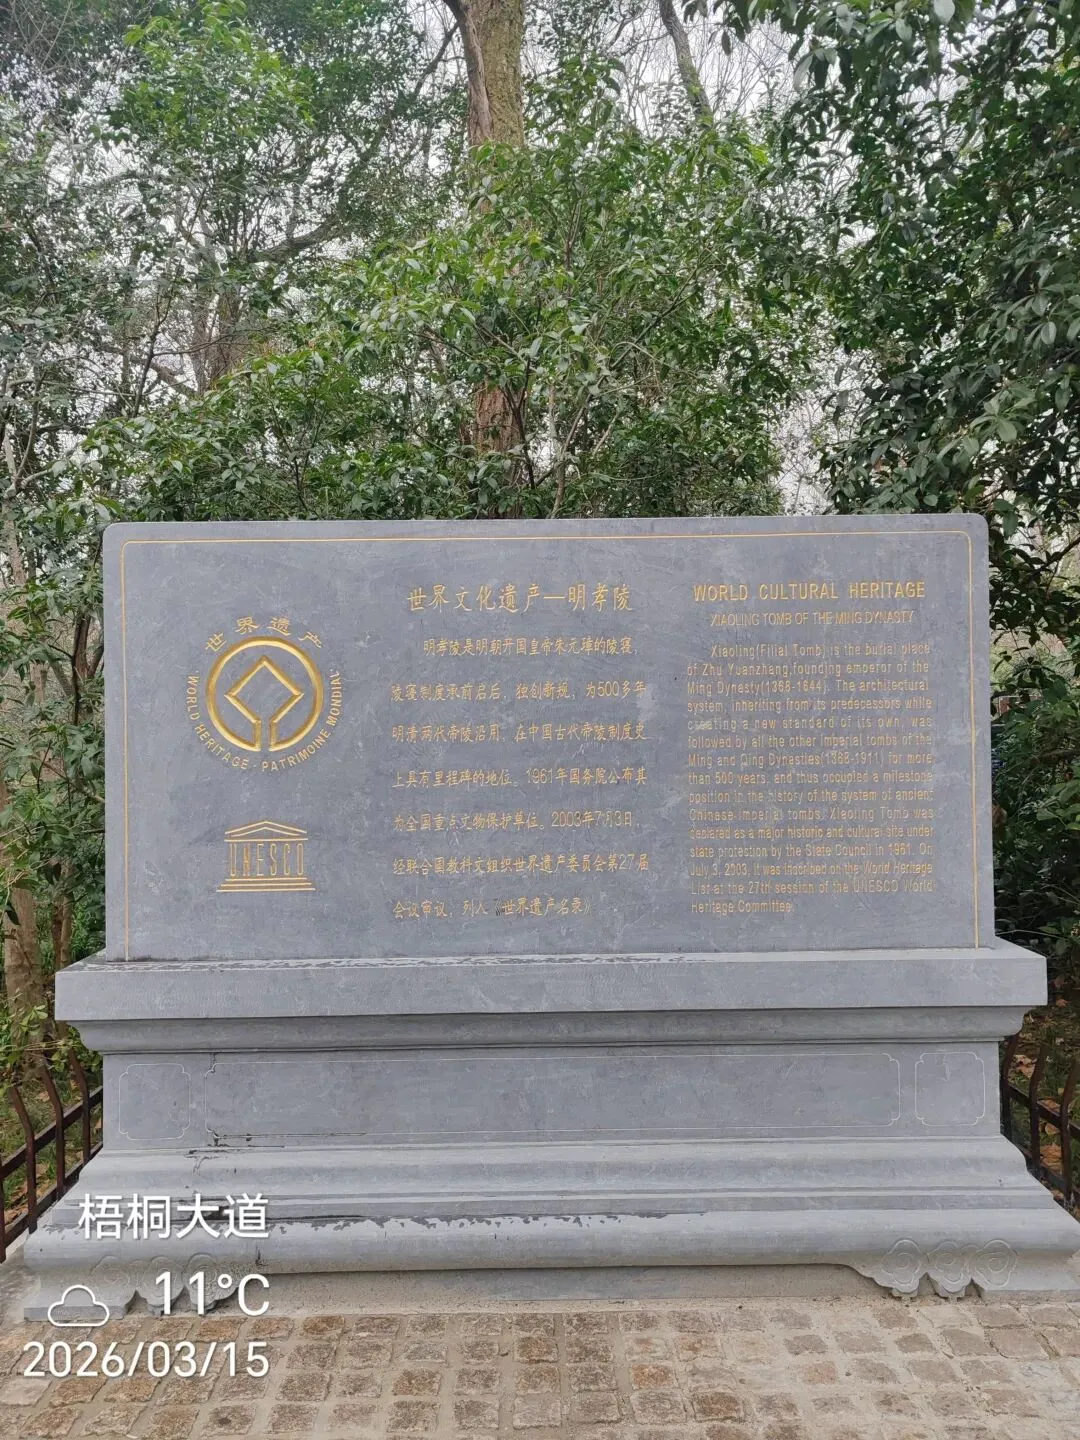 世界遗产
WORLD HERITAGE · PATRIMOINE MONDIAL
UNESCO
世界文化遗产—明孝陵
明孝陵是明朝开国皇帝朱元璋的陵寝，
陵寝制度承前启后，独创新规，为500多年
明清两代帝陵沿用，在中国古代帝陵制度史
上具有里程碑的地位。1961年国务院公布其
为全国重点文物保护单位。2003年7月3日，
经联合国教科文组织世界遗产委员会第27届
会议审议，列入《世界遗产名录》
WORLD CULTURAL HERITAGE
XIAOLING TOMB OF THE MING DYNASTY
Xiaoling(Filial Tomb) is the burial place
of Zhu Yuanzhang,founding emperor of the
Ming Dynasty(1368-1644). The architectural
system, inheriting from its predecessors while
creating a new standard of its own, was
followed by all the other imperial tombs of the
Ming and Qing Dynasties(1368-1911) for more
than 500 years, and thus occupied a milestone
position in the history of the system of ancient
Chinese imperial tombs. Xiaoling Tomb was
declared as a major historic and cultural site under
state protection by the State Council in 1961. On
July 3, 2003, it was inscribed on the World Heritage
List at the 27th session of the UNESCO World
Heritage Committee.
梧桐大道
11°C
2026/03/15